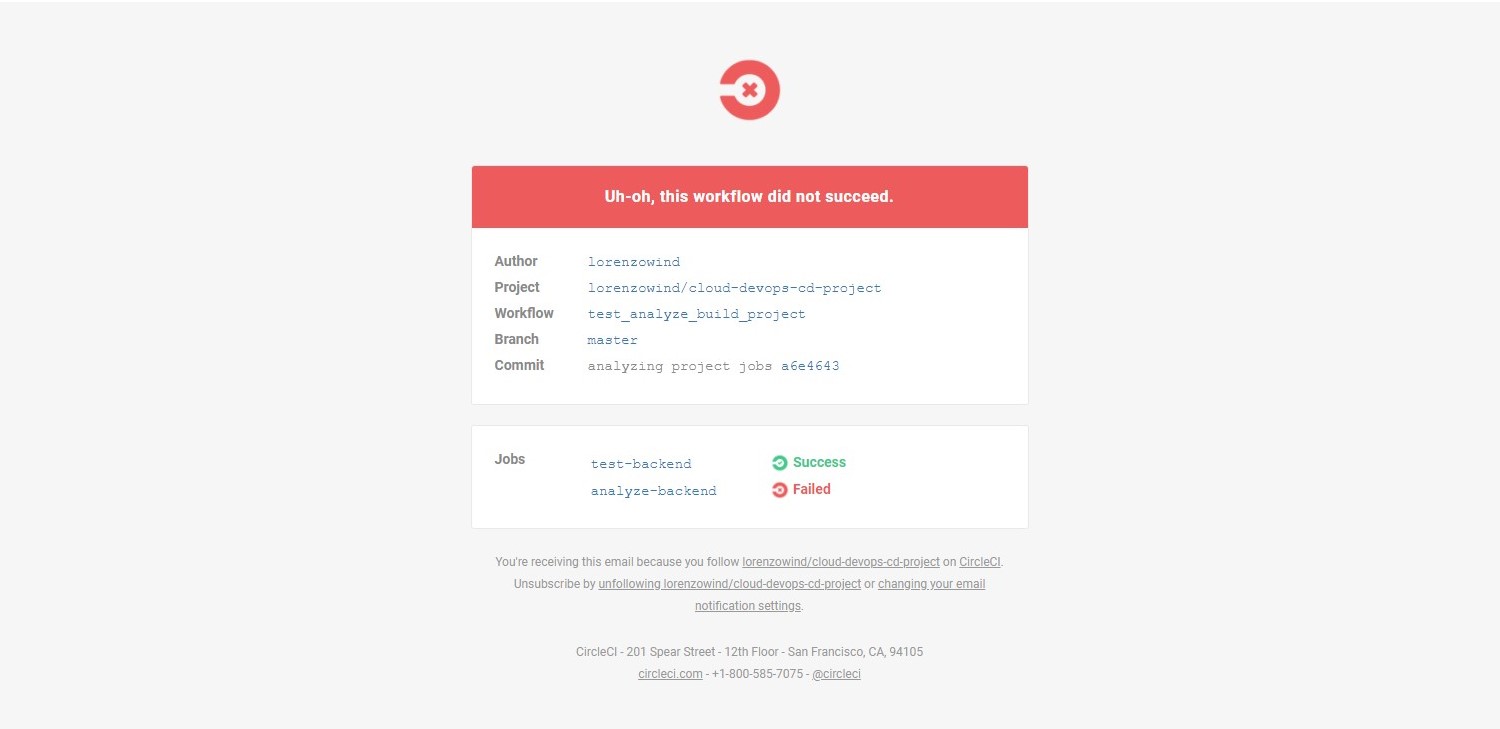 Uh-oh, this workflow did not succeed.
Author lorenzowind
Project lorenzowind/cloud-devops-cd-project
Workflow test_analyze_build_project
Branch master
Commit analyzing project jobs a6e4643
Jobs test-backend Success
analyze-backend Failed
You're receiving this email because you follow lorenzowind/cloud-devops-cd-project on CircleCI.
Unsubscribe by unfollowing lorenzowind/cloud-devops-cd-project or changing your email
notification settings.
CircleCI - 201 Spear Street - 12th Floor - San Francisco, CA, 94105
circleci.com - +1-800-585-7075 - @circleci